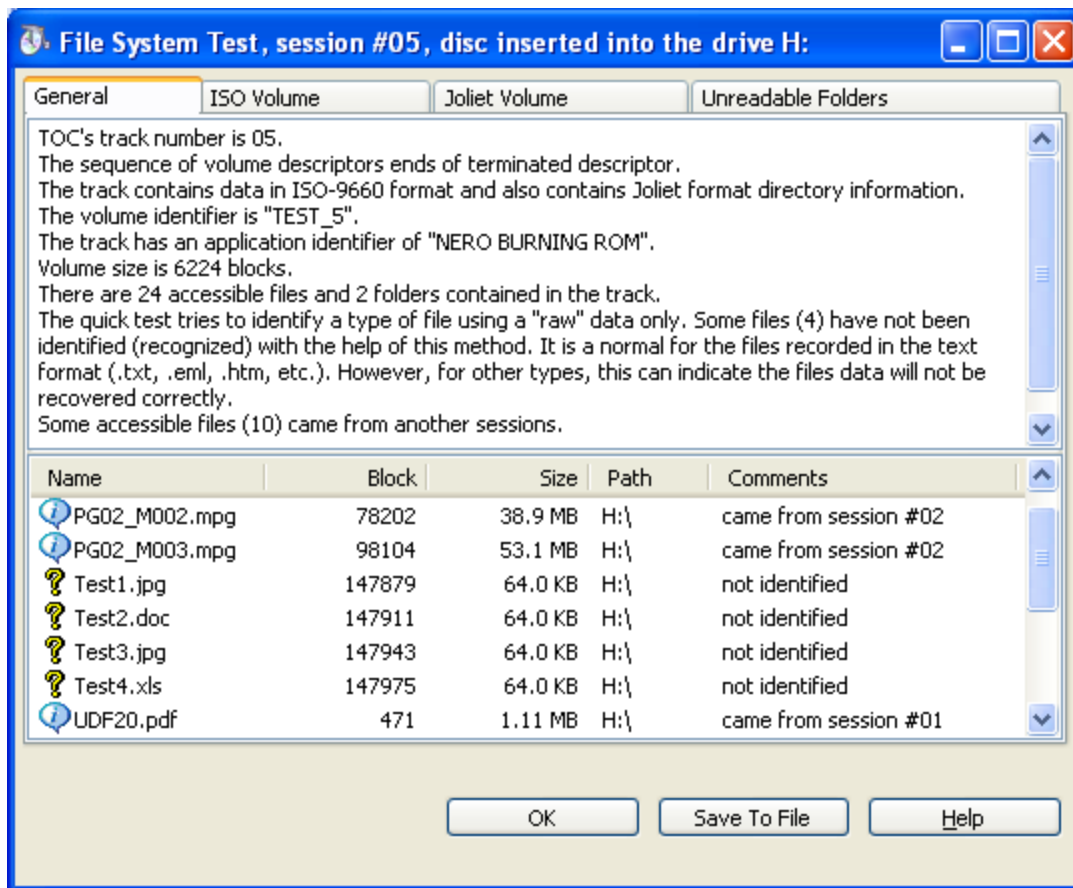 File System Test, session #05, disc inserted into the drive H:
General ISO Volume Joliet Volume Unreadable Folders
TOC's track number is 05.
The sequence of volume descriptors ends of terminated descriptor.
The track contains data in ISO-9660 format and also contains Joliet format directory information.
The volume identifier is "TEST_5".
The track has an application identifier of "NERO BURNING ROM".
Volume size is 6224 blocks.
There are 24 accessible files and 2 folders contained in the track.
The quick test tries to identify a type of file using a "raw" data only. Some files (4) have not been
identified (recognized) with the help of this method. It is a normal for the files recorded in the text
format (.txt, .eml, .htm, etc.). However, for other types, this can indicate the files data will not be
recovered correctly.
Some accessible files (10) came from another sessions.
Name Block Size Path Comments
PG02_M002.mpg 78202 38.9 MB H:\ came from session #02
PG02_M003.mpg 98104 53.1 MB H:\ came from session #02
Test1.jpg 147879 64.0 KB H:\ not identified
Test2.doc 147911 64.0 KB H:\ not identified
Test3.jpg 147943 64.0 KB H:\ not identified
Test4.xls 147975 64.0 KB H:\ not identified
UDF20.pdf 471 1.11 MB H:\ came from session #01
OK Save To File Help